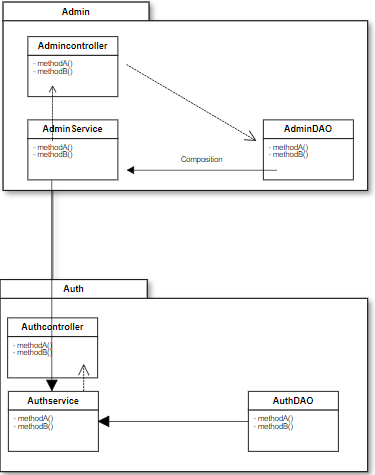 Admin
Admincontroller
- methodA()
- methodB()
AdminService
- methodA()
- methodB()
AdminDAO
- methodA()
- methodB()
Composition
Auth
Authcontroller
- methodA()
- methodB()
Authservice
- methodA()
- methodB()
AuthDAO
- methodA()
- methodB()